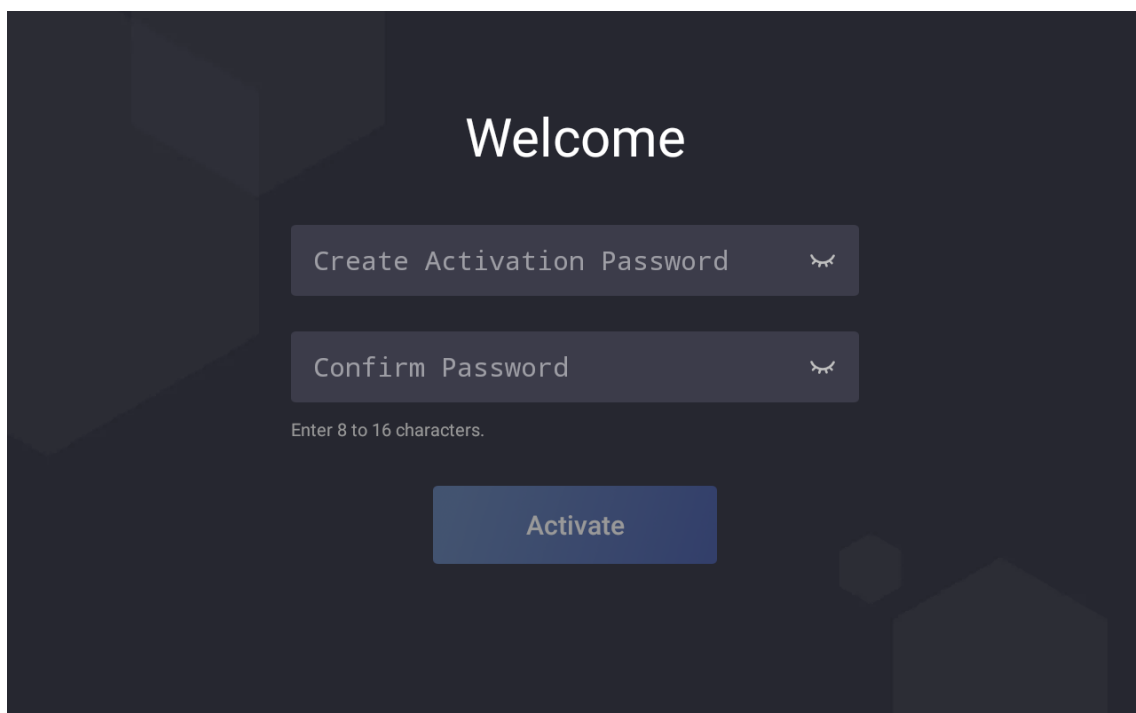 Welcome
Create Activation Password
Confirm Password
Enter 8 to 16 characters.
Activate